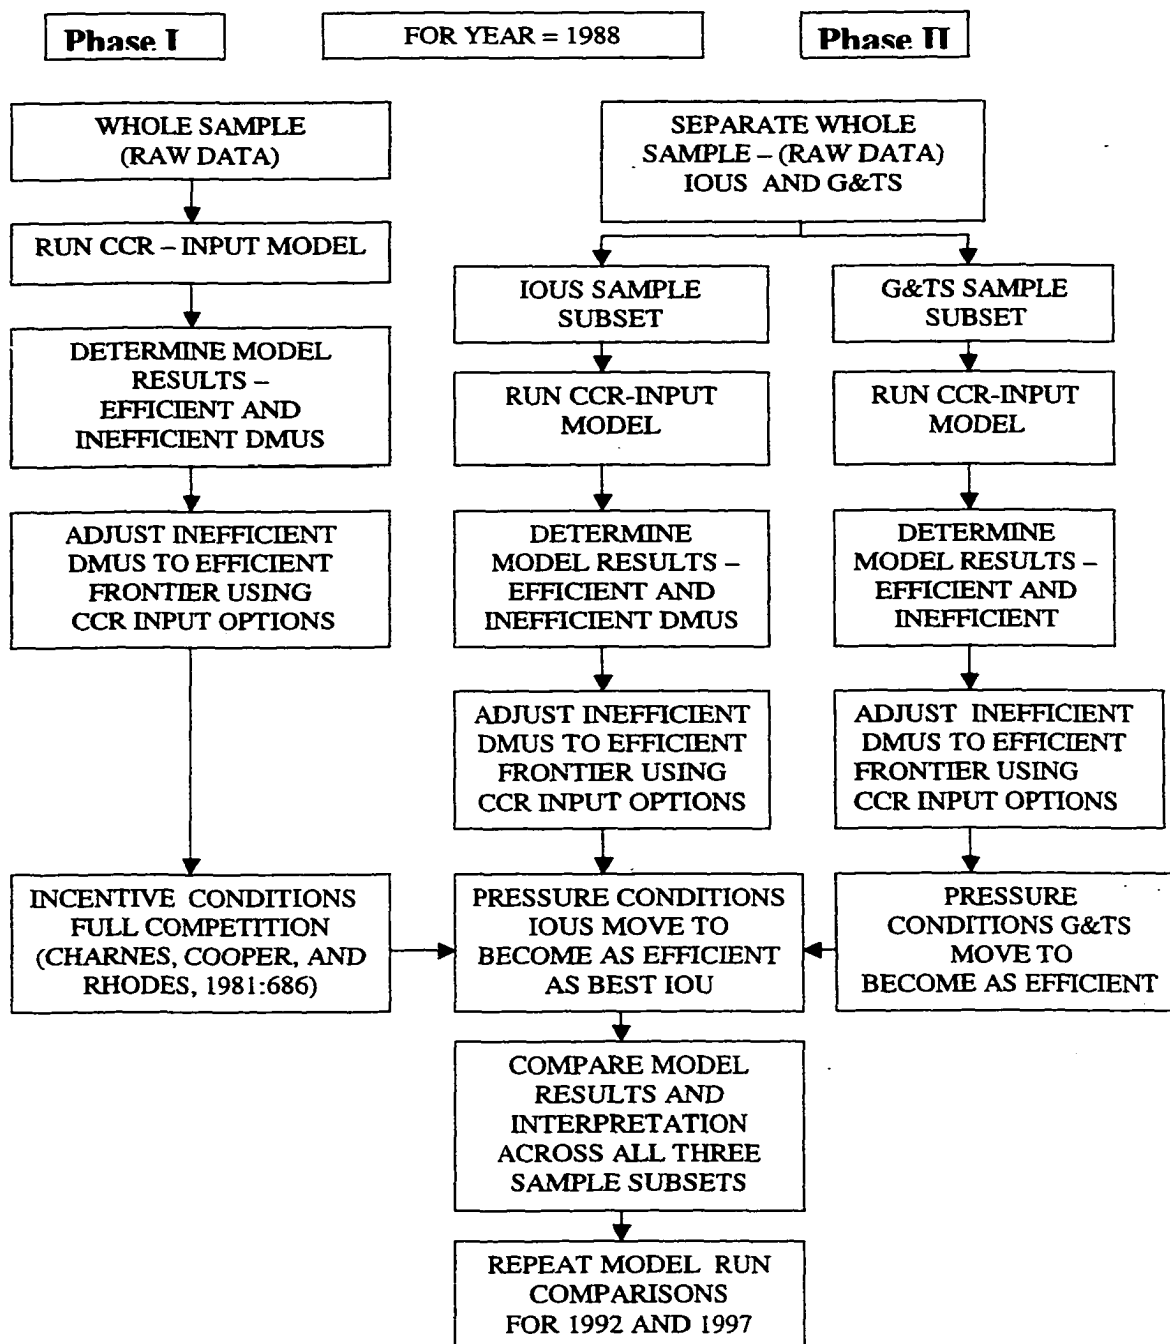 Phase I
FOR YEAR = 1988
Phase II
WHOLE SAMPLE
(RAW DATA)
RUN CCR – INPUT MODEL
DETERMINE MODEL
RESULTS –
EFFICIENT AND
INEFFICIENT DMUS
ADJUST INEFFICIENT
DMUS TO EFFICIENT
FRONTIER USING
CCR INPUT OPTIONS
INCENTIVE CONDITIONS
FULL COMPETITION
(CHARNES, COOPER, AND
RHODES, 1981:686)
SEPARATE WHOLE
SAMPLE – (RAW DATA)
IOUS AND G&TS
IOUS SAMPLE
SUBSET
RUN CCR-INPUT
MODEL
DETERMINE
MODEL RESULTS –
EFFICIENT AND
INEFFICIENT DMUS
ADJUST INEFFICIENT
DMUS TO EFFICIENT
FRONTIER USING
CCR INPUT OPTIONS
PRESSURE CONDITIONS
IOUS MOVE TO
BECOME AS EFFICIENT
AS BEST IOU
G&TS SAMPLE
SUBSET
RUN CCR-INPUT
MODEL
DETERMINE
MODEL RESULTS –
EFFICIENT AND
INEFFICIENT
ADJUST INEFFICIENT
DMUS TO EFFICIENT
FRONTIER USING
CCR INPUT OPTIONS
PRESSURE
CONDITIONS G&TS
MOVE TO
BECOME AS EFFICIENT
COMPARE MODEL
RESULTS AND
INTERPRETATION
ACROSS ALL THREE
SAMPLE SUBSETS
REPEAT MODEL RUN
COMPARISONS
FOR 1992 AND 1997